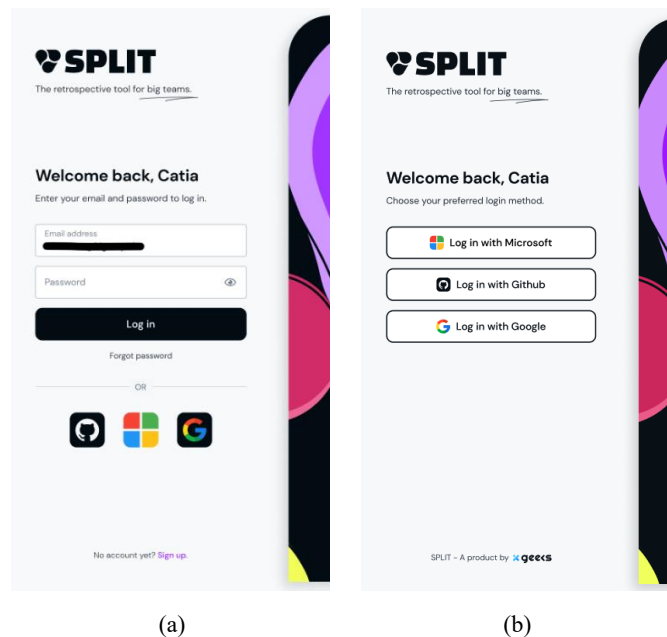 SPLIT
The retrospective tool for big teams.
Welcome back, Catia
Enter your email and password to log in.
Email address
Password
Log in
Forgot password
OR
No account yet? Sign up.
(a)
SPLIT
The retrospective tool for big teams.
Welcome back, Catia
Choose your preferred login method.
Log in with Microsoft
Log in with Github
Log in with Google
SPLIT - A product by xgeeks
(b)